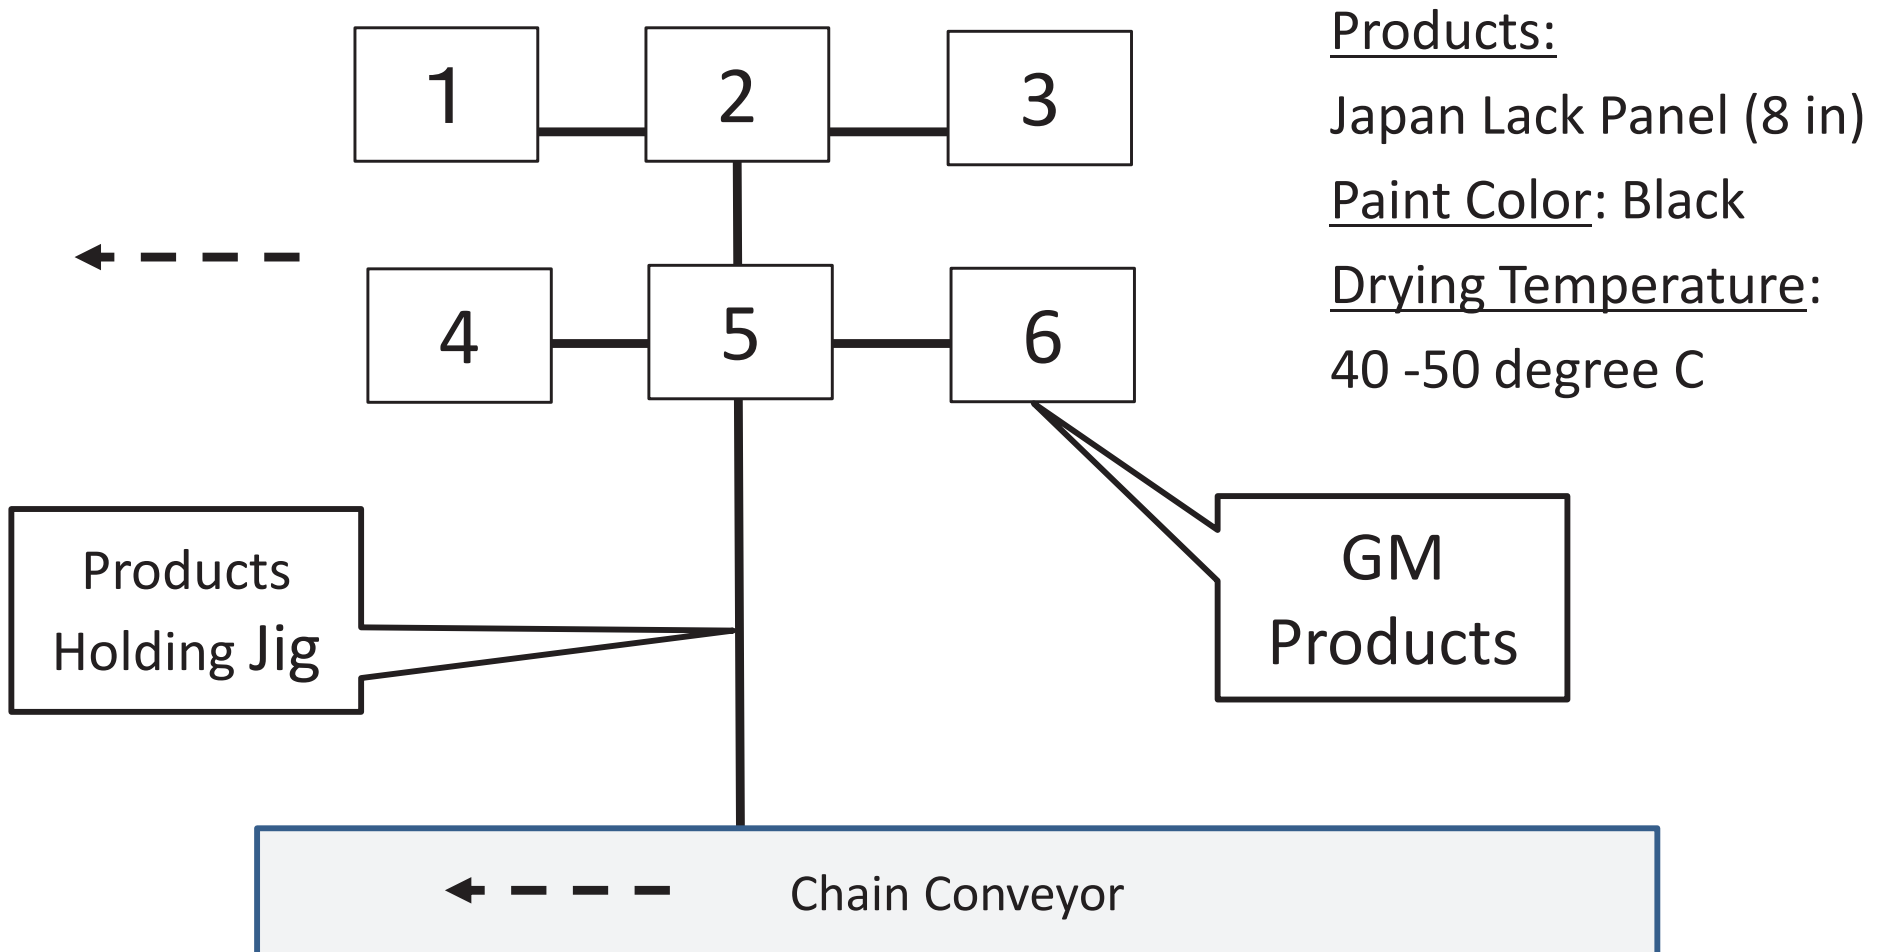 1
2
3
4
5
6
Products:
Japan Lack Panel (8 in)
Paint Color: Black
Drying Temperature:
40 -50 degree C
Products
Holding Jig
GM
Products
Chain Conveyor